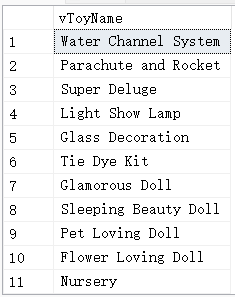 vToyName
1 Water Channel System
2 Parachute and Rocket
3 Super Deluge
4 Light Show Lamp
5 Glass Decoration
6 Tie Dye Kit
7 Glamorous Doll
8 Sleeping Beauty Doll
9 Pet Loving Doll
10 Flower Loving Doll
11 Nursery